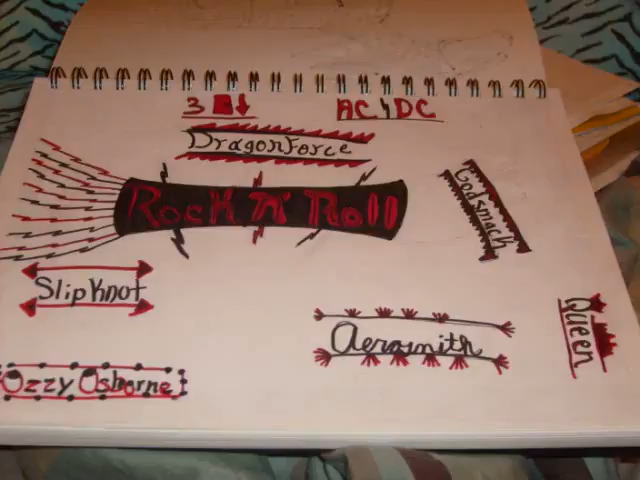 3 ↓
AC⚡DC
DragonForce
Rock n' Roll
Godsmack
SlipKnot
Aerosmith
Queen
Ozzy Osborne